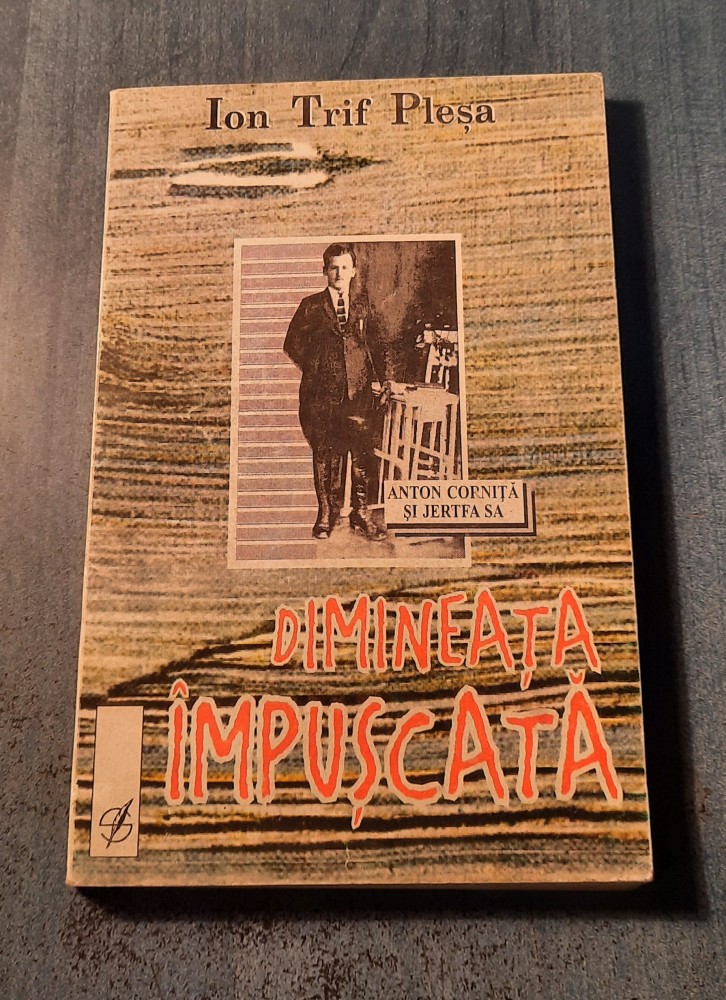 Ion Trif Pleșa
ANTON CORNIȚĂ
ȘI JERTFA SA
DIMINEAȚA
ÎMPUȘCATĂ